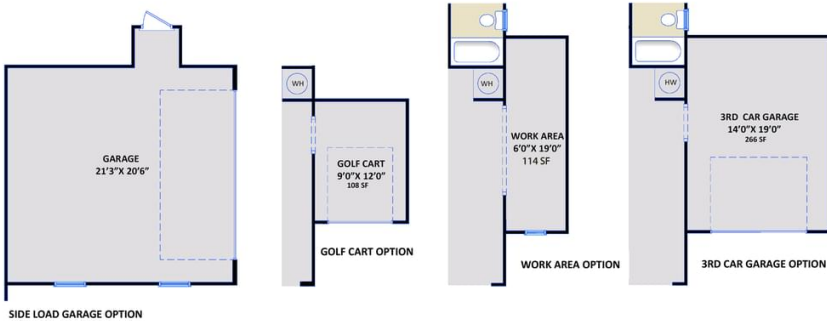 GARAGE
21'3"X 20'6"
SIDE LOAD GARAGE OPTION
WH
GOLF CART
9'0"X 12'0"
108 SF
GOLF CART OPTION
WH
WORK AREA
6'0"X 19'0"
114 SF
WORK AREA OPTION
HW
3RD CAR GARAGE
14'0"X 19'0"
266 SF
3RD CAR GARAGE OPTION